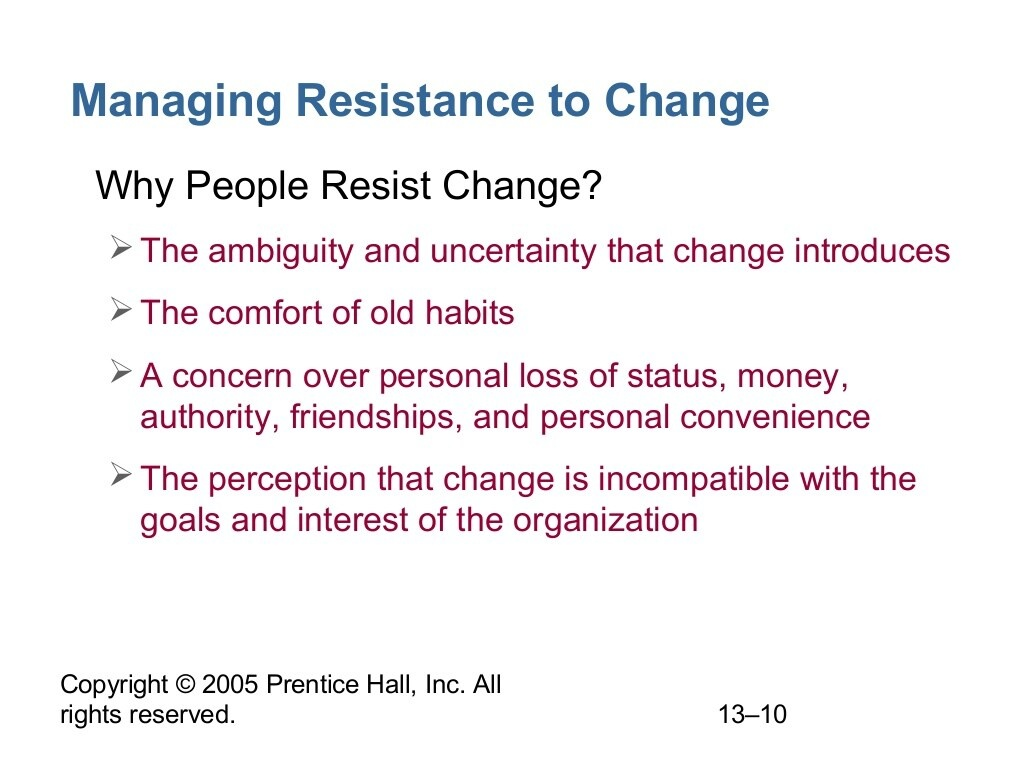 Managing Resistance to Change
Why People Resist Change?
➢ The ambiguity and uncertainty that change introduces
➢ The comfort of old habits
➢ A concern over personal loss of status, money,
authority, friendships, and personal convenience
➢ The perception that change is incompatible with the
goals and interest of the organization
Copyright © 2005 Prentice Hall, Inc. All
rights reserved.
13–10